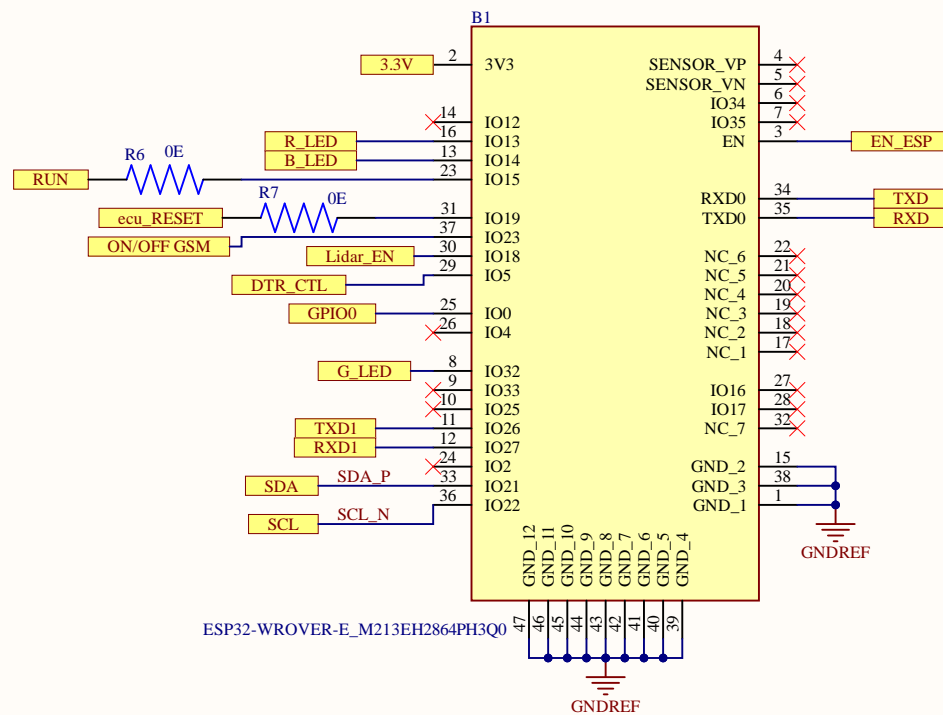 B1
3.3V 2 3V3 SENSOR_VP 4
SENSOR_VN 5
IO34 6
14 IO12 IO35 7
R_LED 16 IO13 EN 3 EN_ESP
B_LED 13 IO14
RUN R6 0E 23 IO15
RXD0 34 TXD
ecu_RESET R7 0E 31 IO19 TXD0 35 RXD
ON/OFF GSM 37 IO23
Lidar_EN 30 IO18 NC_6 22
DTR_CTL 29 IO5 NC_5 21
NC_4 20
GPIO0 25 IO0 NC_3 19
26 IO4 NC_2 18
NC_1 17
G_LED 8 IO32
9 IO33 IO16 27
10 IO25 IO17 28
TXD1 11 IO26 NC_7 32
RXD1 12 IO27
24 IO2 GND_2 15
SDA SDA_P 33 IO21 GND_3 38
SCL SCL_N 36 IO22 GND_1 1
GNDREF
GND_12 GND_11 GND_10 GND_9 GND_8 GND_7 GND_6 GND_5 GND_4
47 46 45 44 43 42 41 40 39
ESP32-WROVER-E_M213EH2864PH3Q0
GNDREF